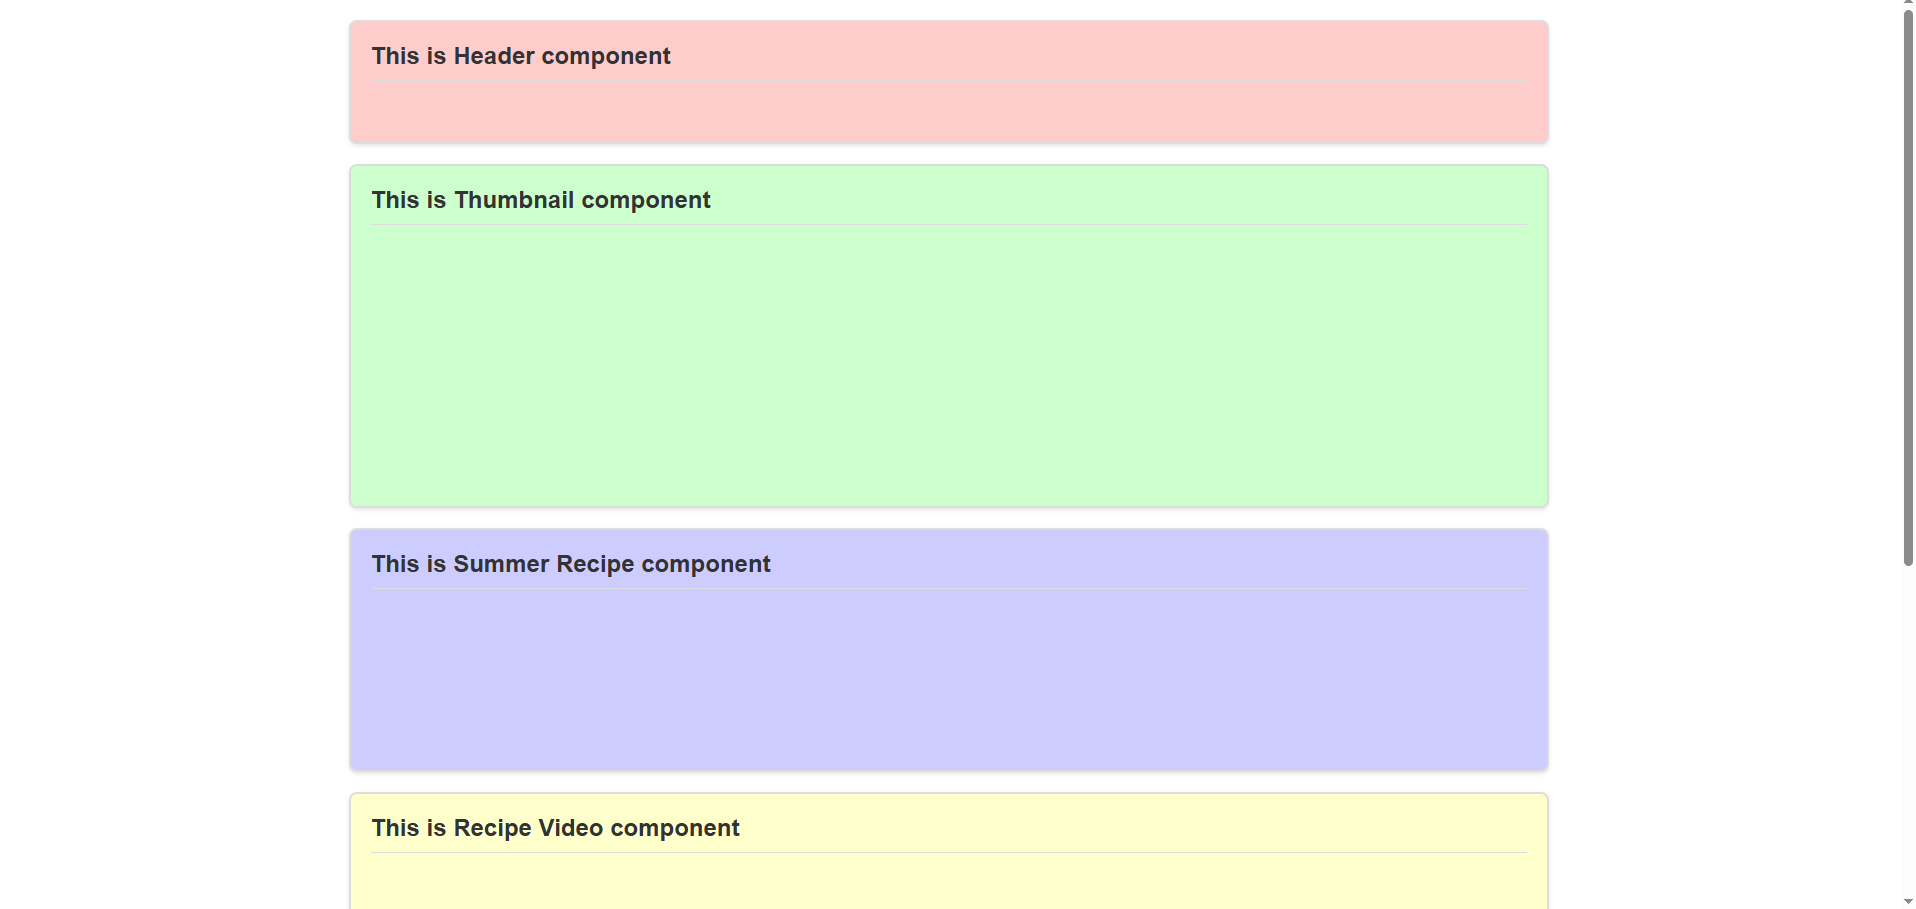 This is Header component
This is Thumbnail component
This is Summer Recipe component
This is Recipe Video component